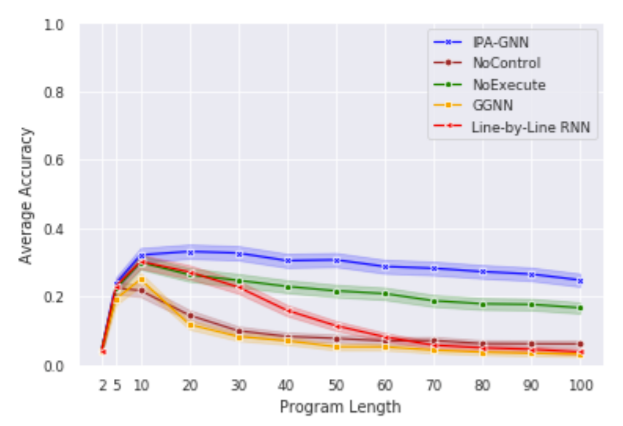 1.0
0.8
0.6
0.4
0.2
0.0
Average Accuracy
IPA-GNN
NoControl
NoExecute
GGNN
Line-by-Line RNN
2 5 10 20 30 40 50 60 70 80 90 100
Program Length